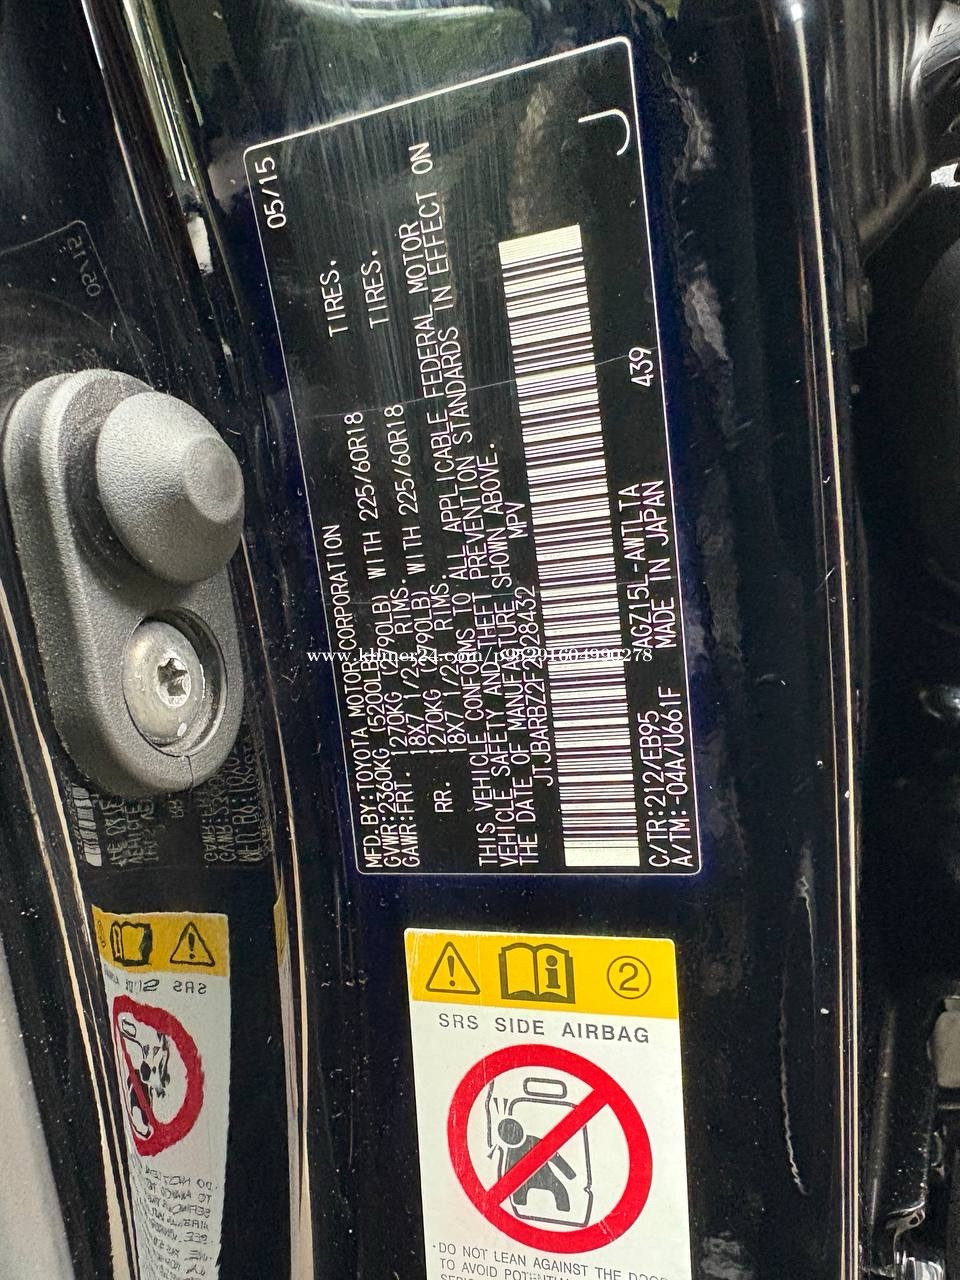 05/15
MFD.BY:TOYOTA MOTOR CORPORATION
GVWR:2360KG (5200LB)
GAWR:FRT. 1270KG (2790LB) WITH 225/60R18 TIRES.
18X7 1/2J RIMS.
RR. 1270KG (2790LB) WITH 225/60R18 TIRES.
18X7 1/2J RIMS.
THIS VEHICLE CONFORMS TO ALL APPLICABLE FEDERAL MOTOR
VEHICLE SAFETY AND THEFT PREVENTION STANDARDS IN EFFECT ON
THE DATE OF MANUFACTURE SHOWN ABOVE.
JTJBARBZ2F2028432 MPV
C/TR:212/EB95 AGZ15L-AWTLTA 439
A/TM:-04A/U661F MADE IN JAPAN
J
www.khmer24.com
2
SRS SIDE AIRBAG
·DO NOT LEAN AGAINST THE DOOR
TO AVOID